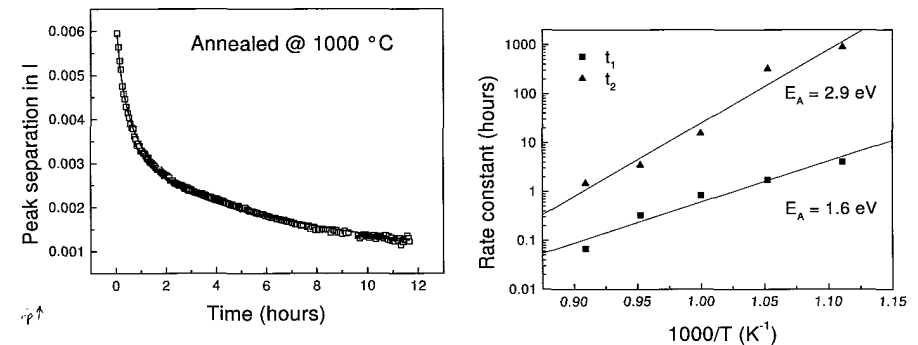 Annealed @ 1000 °C
0.006
0.005
0.004
0.003
0.002
0.001
Peak separation in l
0 2 4 6 8 10 12
Time (hours)
t₁
t₂
E_A = 2.9 eV
E_A = 1.6 eV
1000
100
10
1
0.1
0.01
Rate constant (hours)
0.90 0.95 1.00 1.05 1.10 1.15
1000/T (K⁻¹)